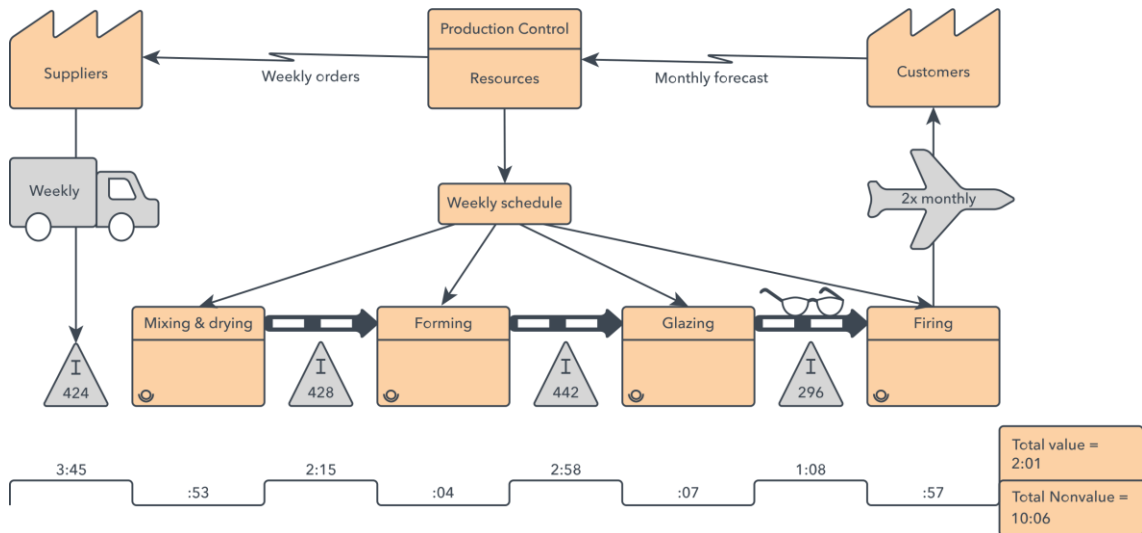 Production Control
Suppliers
Weekly orders
Resources
Monthly forecast
Customers
Weekly
Weekly schedule
2x monthly
Mixing & drying
Forming
Glazing
Firing
I
424
I
428
I
442
I
296
3:45
:53
2:15
:04
2:58
:07
1:08
:57
Total value =
2:01
Total Nonvalue =
10:06